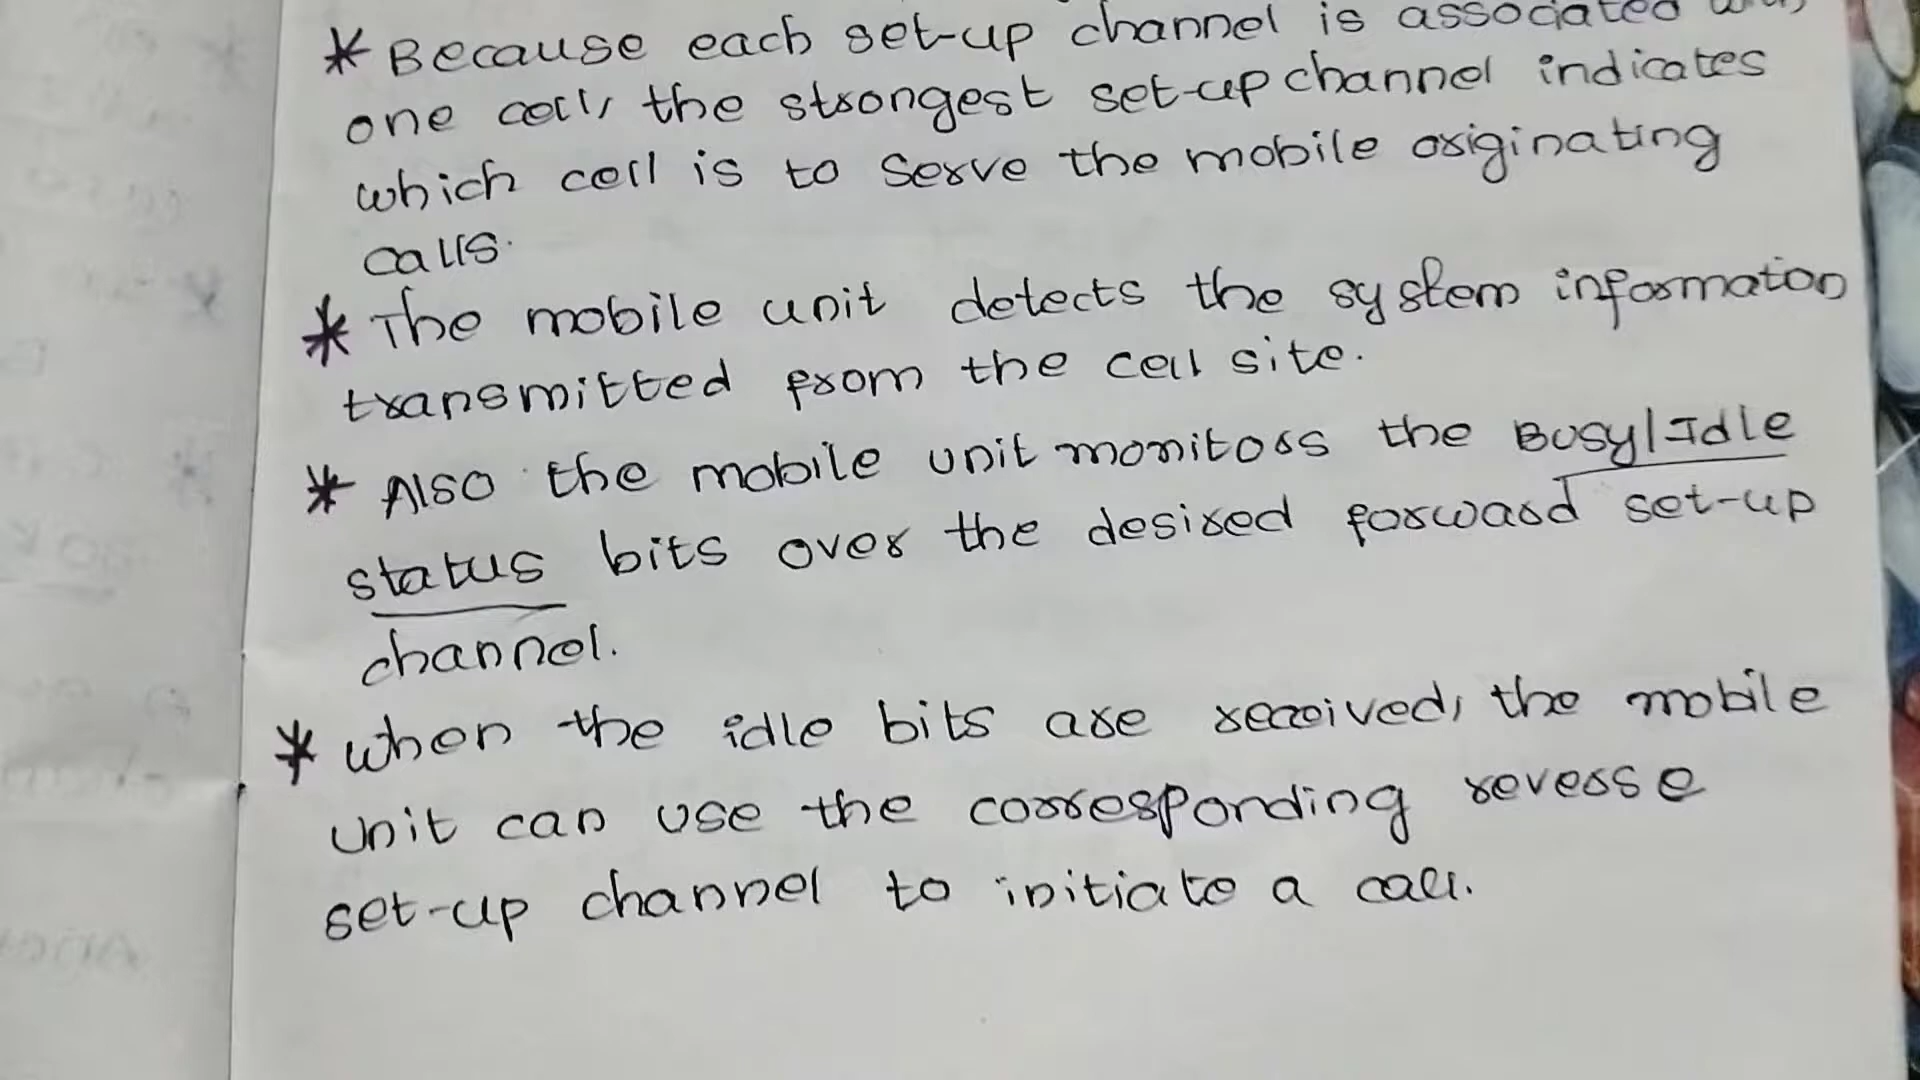 * Because each set-up channel is associated with
one cell, the strongest set-up channel indicates
which cell is to serve the mobile originating
calls.
* The mobile unit detects the system information
transmitted from the cell site.
* Also the mobile unit monitors the Busy/Idle
status bits over the desired forward set-up
channel.
* when the idle bits are received, the mobile
unit can use the corresponding reverse
set-up channel to initiate a call.